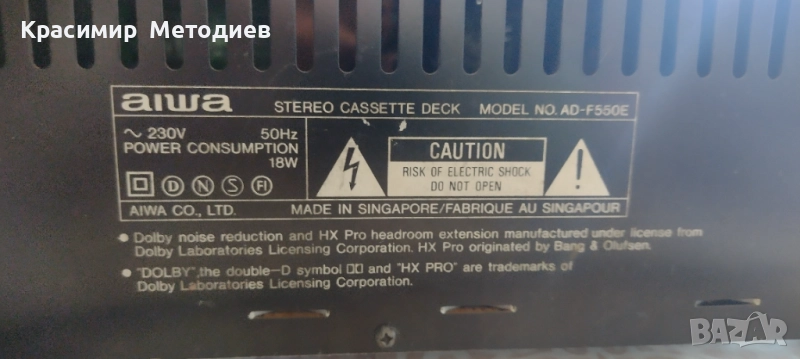 Красимир Методиев
aiwa STEREO CASSETTE DECK MODEL NO. AD-F550E
~ 230V 50Hz
POWER CONSUMPTION
18W
D N S FI
CAUTION
RISK OF ELECTRIC SHOCK
DO NOT OPEN
!
AIWA CO., LTD. MADE IN SINGAPORE/FABRIQUE AU SINGAPOUR
• Dolby noise reduction and HX Pro headroom extension manufactured under license from
Dolby Laboratories Licensing Corporation. HX Pro originated by Bang & Olufsen.
• "DOLBY", the double-D symbol and "HX PRO" are trademarks of
Dolby Laboratories Licensing Corporation.
BAZAR